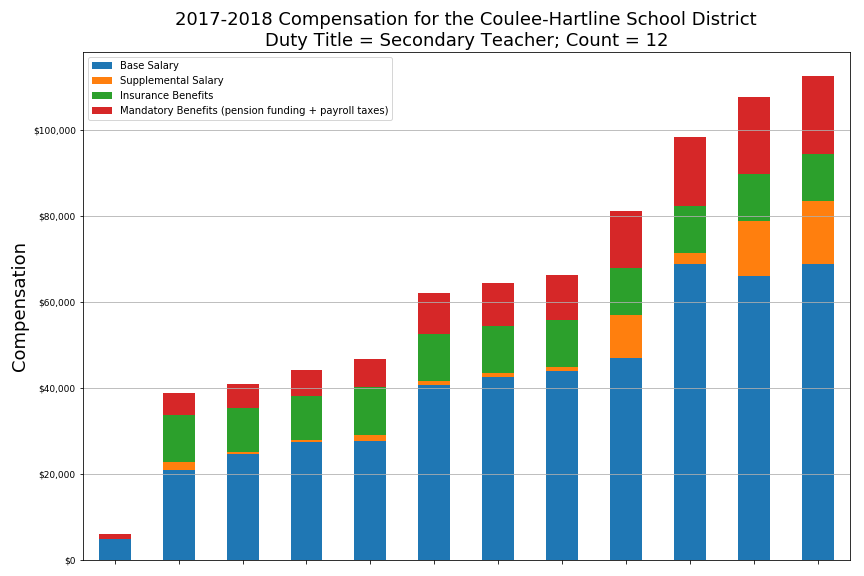 2017-2018 Compensation for the Coulee-Hartline School District
Duty Title = Secondary Teacher; Count = 12
Base Salary
Supplemental Salary
Insurance Benefits
Mandatory Benefits (pension funding + payroll taxes)
$100,000
$80,000
$60,000
$40,000
$20,000
$0
Compensation